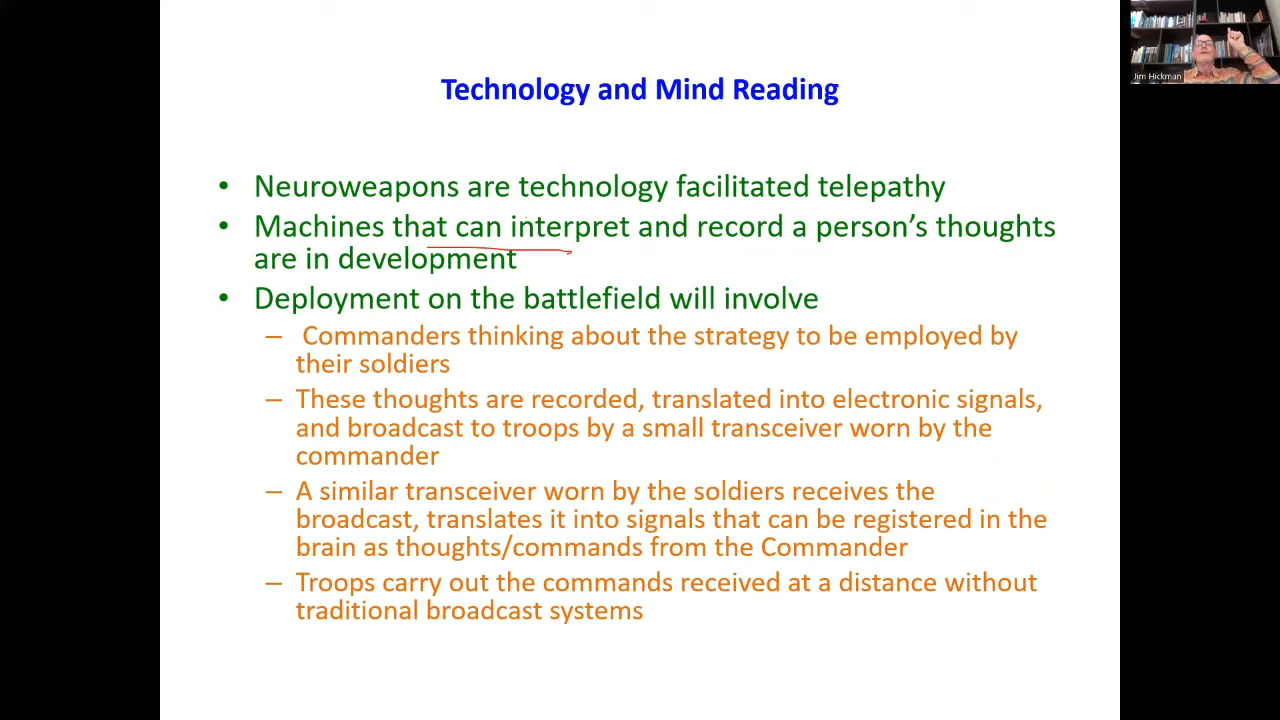 Technology and Mind Reading
Jim Hickman
• Neuroweapons are technology facilitated telepathy
• Machines that can interpret and record a person's thoughts
are in development
• Deployment on the battlefield will involve
– Commanders thinking about the strategy to be employed by
their soldiers
– These thoughts are recorded, translated into electronic signals,
and broadcast to troops by a small transceiver worn by the
commander
– A similar transceiver worn by the soldiers receives the
broadcast, translates it into signals that can be registered in the
brain as thoughts/commands from the Commander
– Troops carry out the commands received at a distance without
traditional broadcast systems